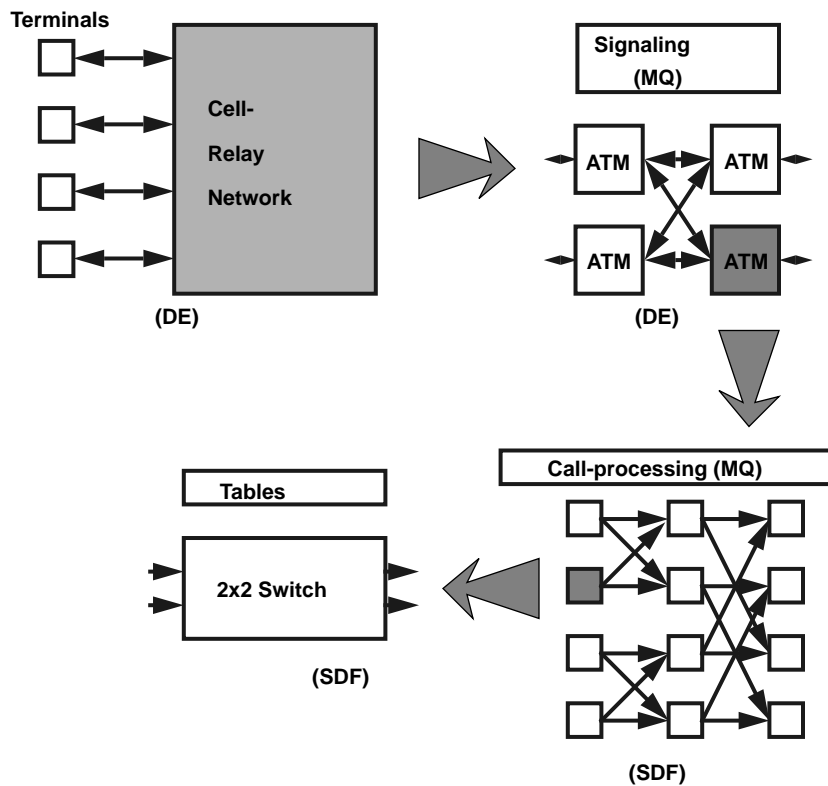 Terminals
Cell-
Relay
Network
(DE)
Signaling
(MQ)
ATM
ATM
ATM
ATM
(DE)
Call-processing (MQ)
(SDF)
Tables
2x2 Switch
(SDF)